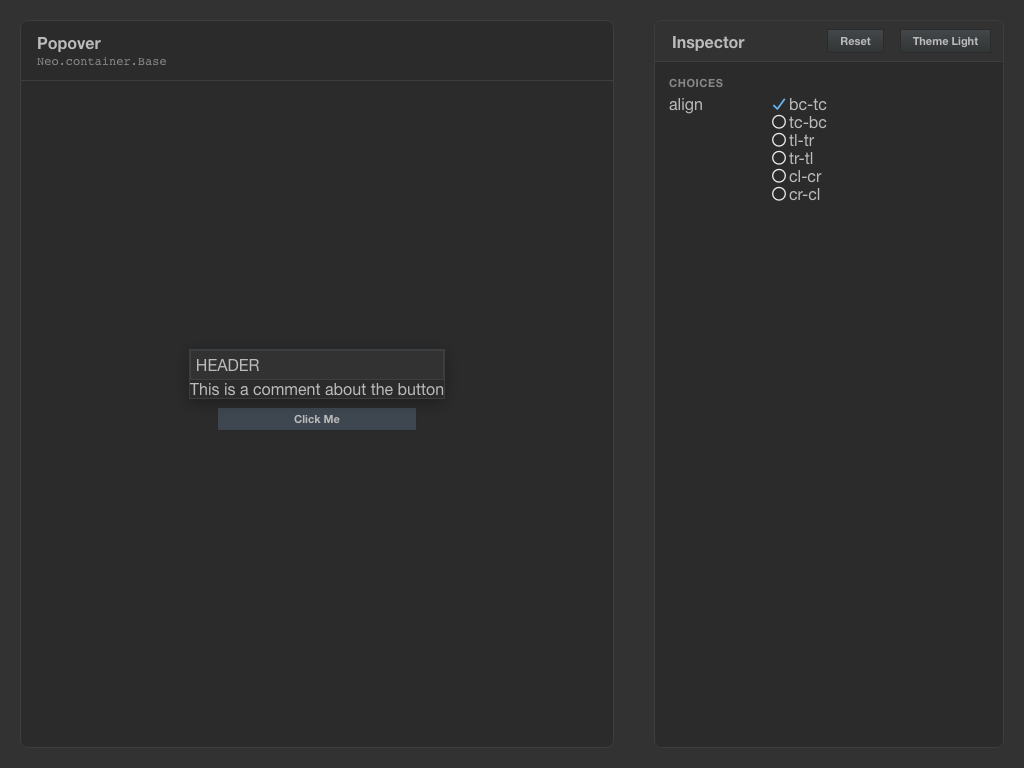 Popover
Neo.container.Base
HEADER
This is a comment about the button
Click Me
Inspector
Reset
Theme Light
CHOICES
align
bc-tc
tc-bc
tl-tr
tr-tl
cl-cr
cr-cl